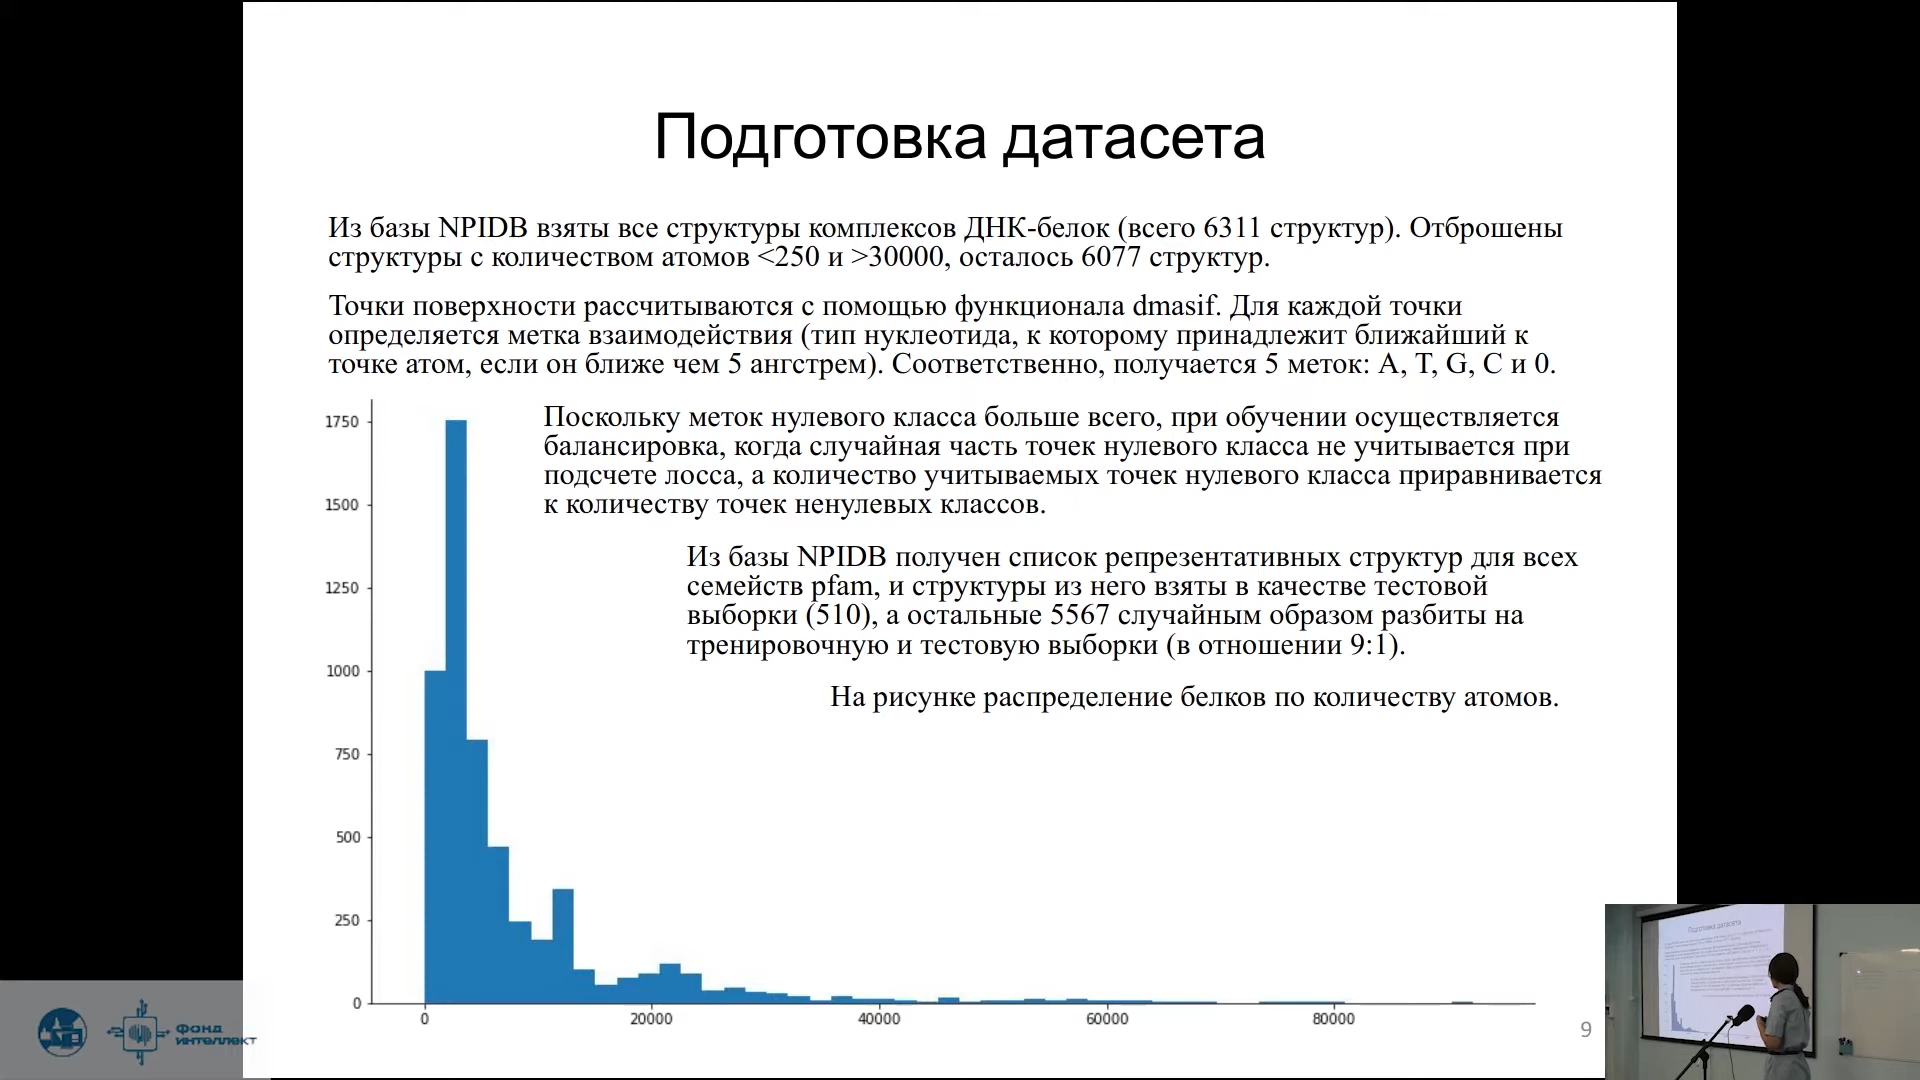 Подготовка датасета
Из базы NPIDB взяты все структуры комплексов ДНК-белок (всего 6311 структур). Отброшены
структуры с количеством атомов <250 и >30000, осталось 6077 структур.
Точки поверхности рассчитываются с помощью функционала dmasif. Для каждой точки
определяется метка взаимодействия (тип нуклеотида, к которому принадлежит ближайший к
точке атом, если он ближе чем 5 ангстрем). Соответственно, получается 5 меток: A, T, G, C и 0.
Поскольку меток нулевого класса больше всего, при обучении осуществляется
балансировка, когда случайная часть точек нулевого класса не учитывается при
подсчете лосса, а количество учитываемых точек нулевого класса приравнивается
к количеству точек ненулевых классов.
Из базы NPIDB получен список репрезентативных структур для всех
семейств pfam, и структуры из него взяты в качестве тестовой
выборки (510), а остальные 5567 случайным образом разбиты на
тренировочную и тестовую выборки (в отношении 9:1).
На рисунке распределение белков по количеству атомов.
1750
1500
1250
1000
750
500
250
0
0 20000 40000 60000 80000
9
Фонд
интеллект
Подготовка датасета